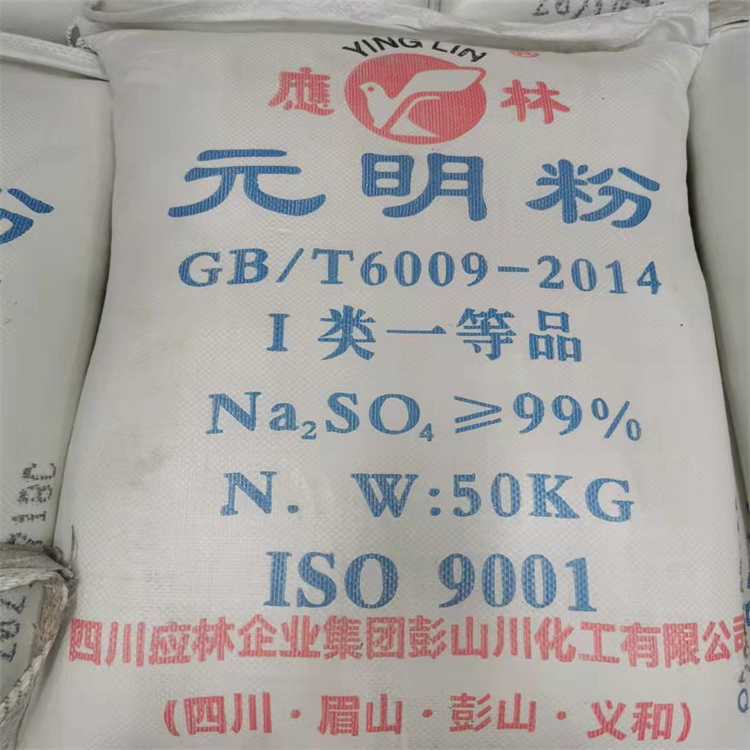 YING LIN ®
應 林
元明粉
GB/T6009-2014
I 类一等品
Na₂SO₄≥99%
N. W:50KG
ISO 9001
四川应林企业集团彭山川化工有限公司
(四川·眉山·彭山·义和)
粉